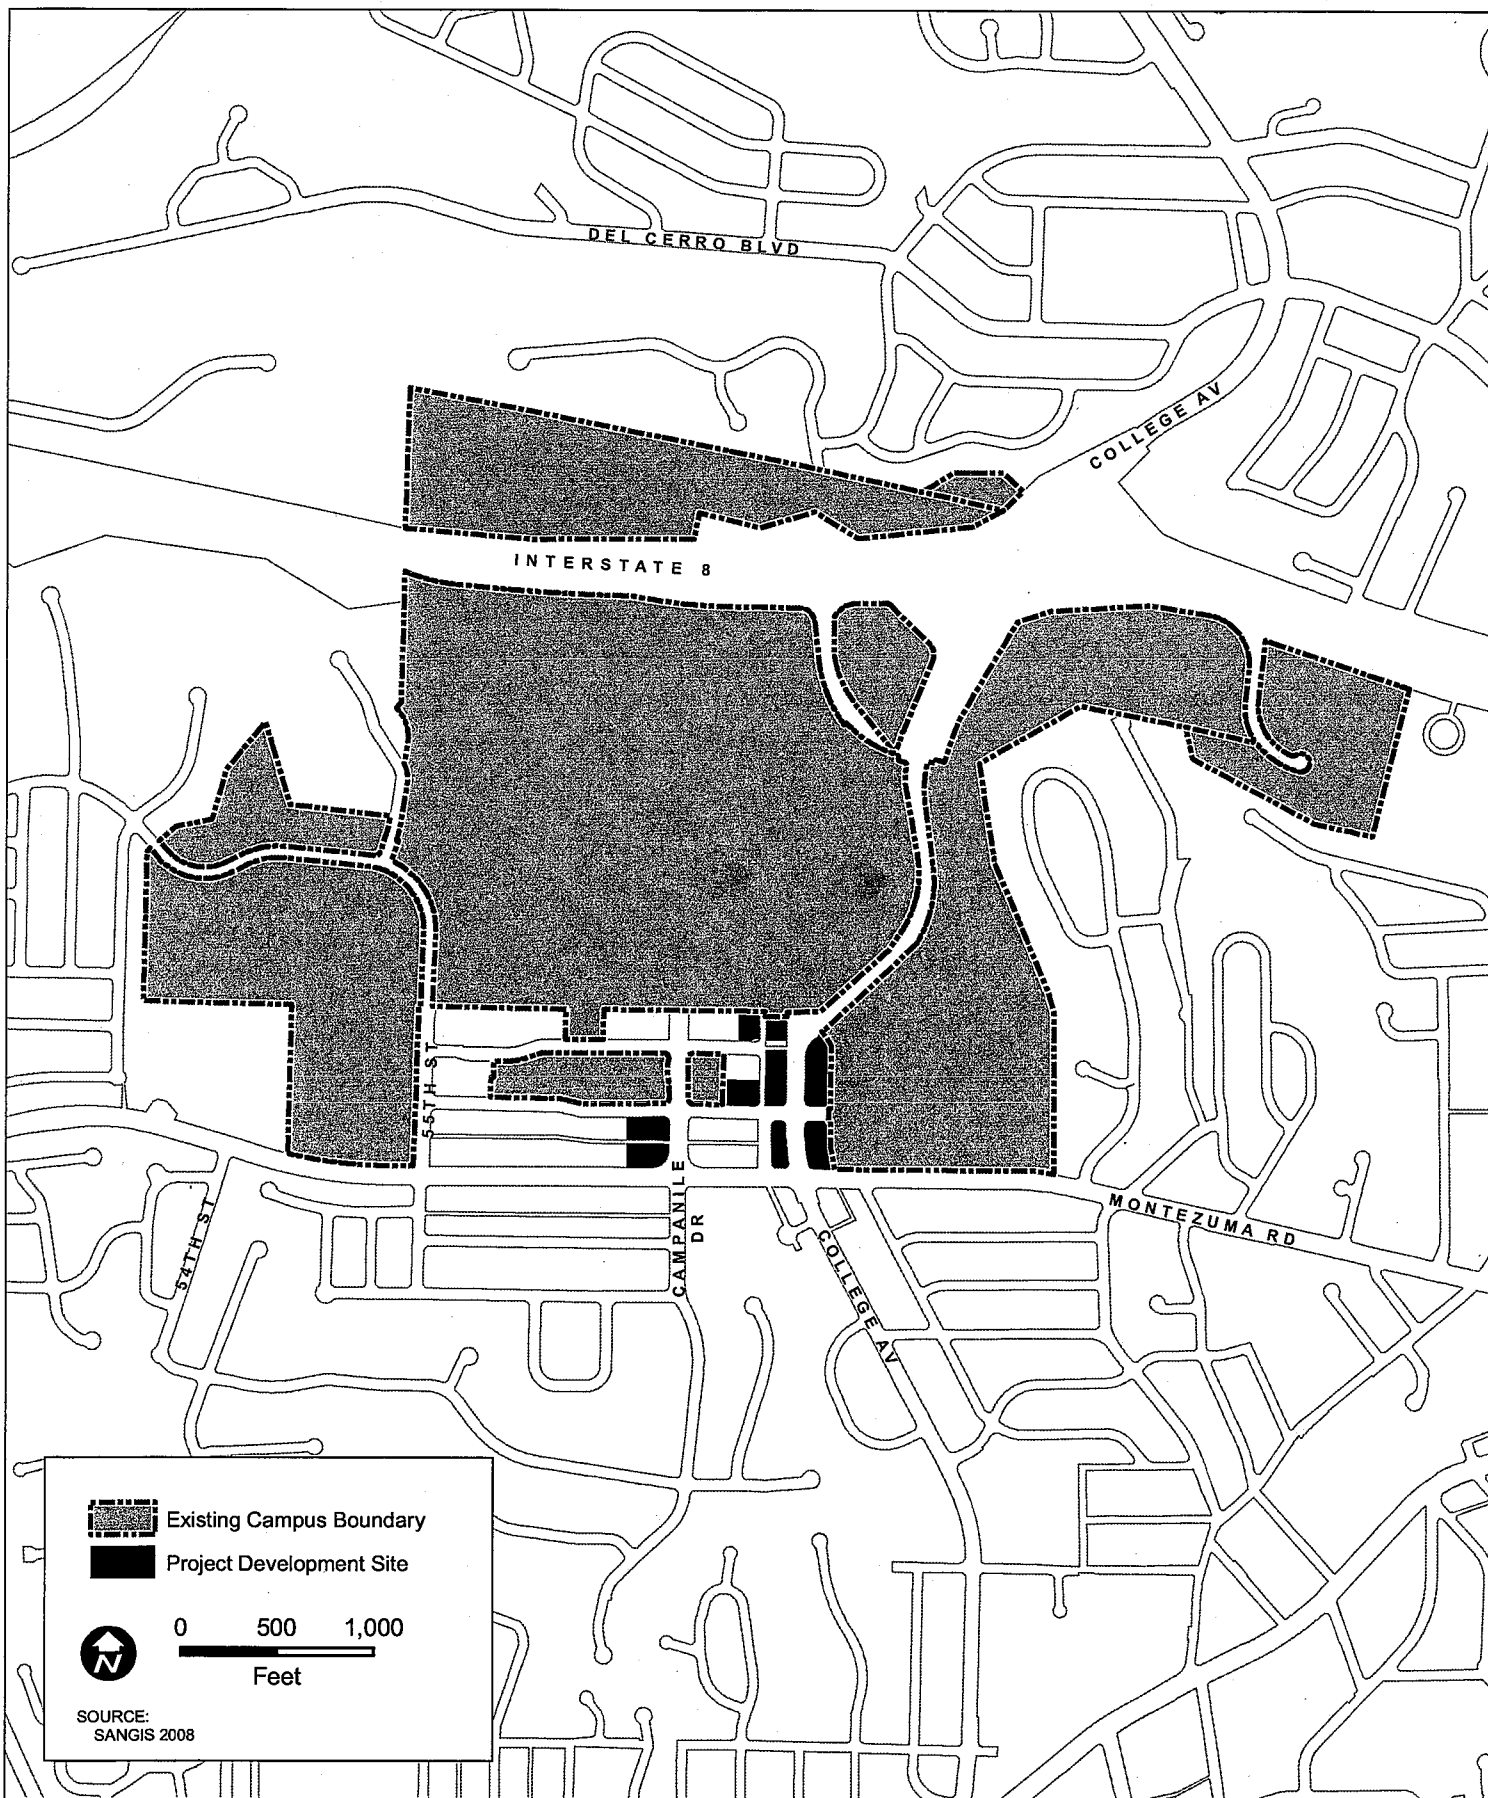 DEL CERRO BLVD
COLLEGE AV
INTERSTATE 8
55TH ST
CAMPANILE
DR
MONTEZUMA RD
54TH ST
COLLEGE AV
Existing Campus Boundary
Project Development Site
0 500 1,000
Feet
N
SOURCE:
SANGIS 2008